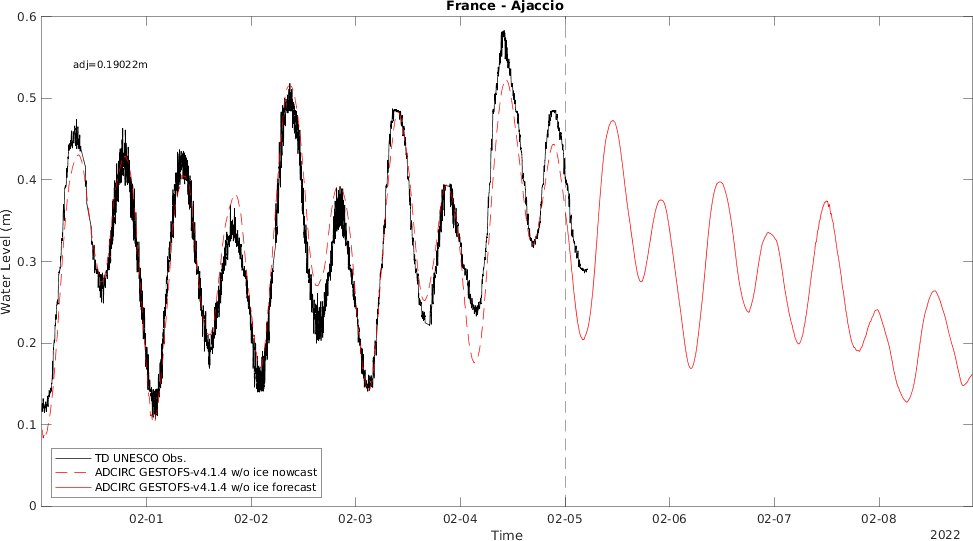 France - Ajaccio
adj=0.19022m
Water Level (m)
0.6
0.5
0.4
0.3
0.2
0.1
0
TD UNESCO Obs.
ADCIRC GESTOFS-v4.1.4 w/o ice nowcast
ADCIRC GESTOFS-v4.1.4 w/o ice forecast
02-01 02-02 02-03 02-04 02-05 02-06 02-07 02-08
Time
2022